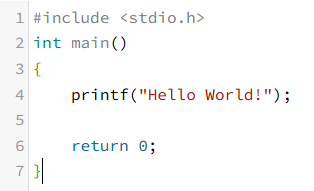 1 #include <stdio.h>
2 int main()
3 {
4     printf("Hello World!");
5
6     return 0;
7 }